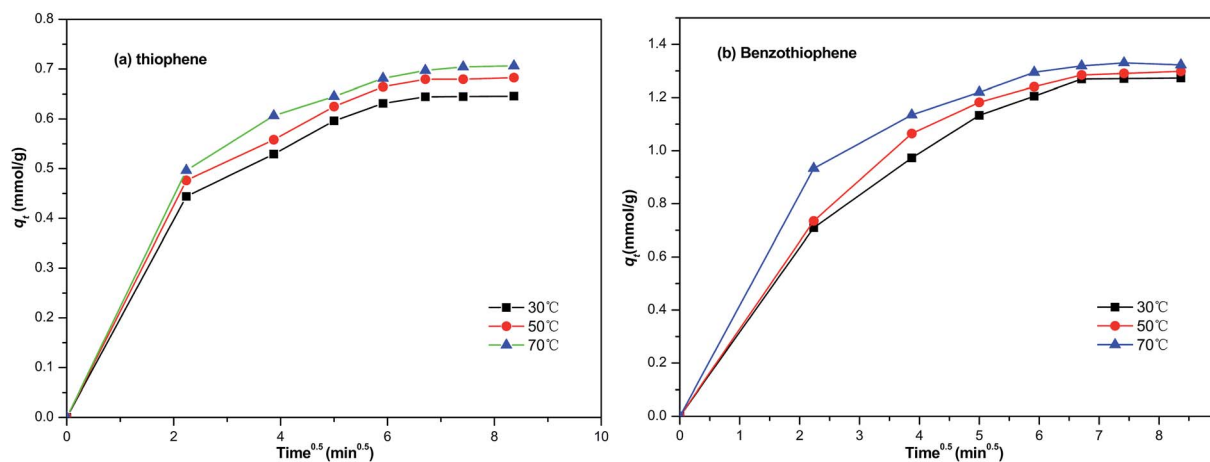 (a) thiophene
0.8
0.7
0.6
0.5
0.4
0.3
0.2
0.1
0.0
q_t (mmol/g)
30℃
50℃
70℃
0 2 4 6 8 10
Time^0.5 (min^0.5)
(b) Benzothiophene
1.4
1.2
1.0
0.8
0.6
0.4
0.2
0.0
q_t(mmol/g)
30℃
50℃
70℃
0 1 2 3 4 5 6 7 8
Time^0.5 (min^0.5)